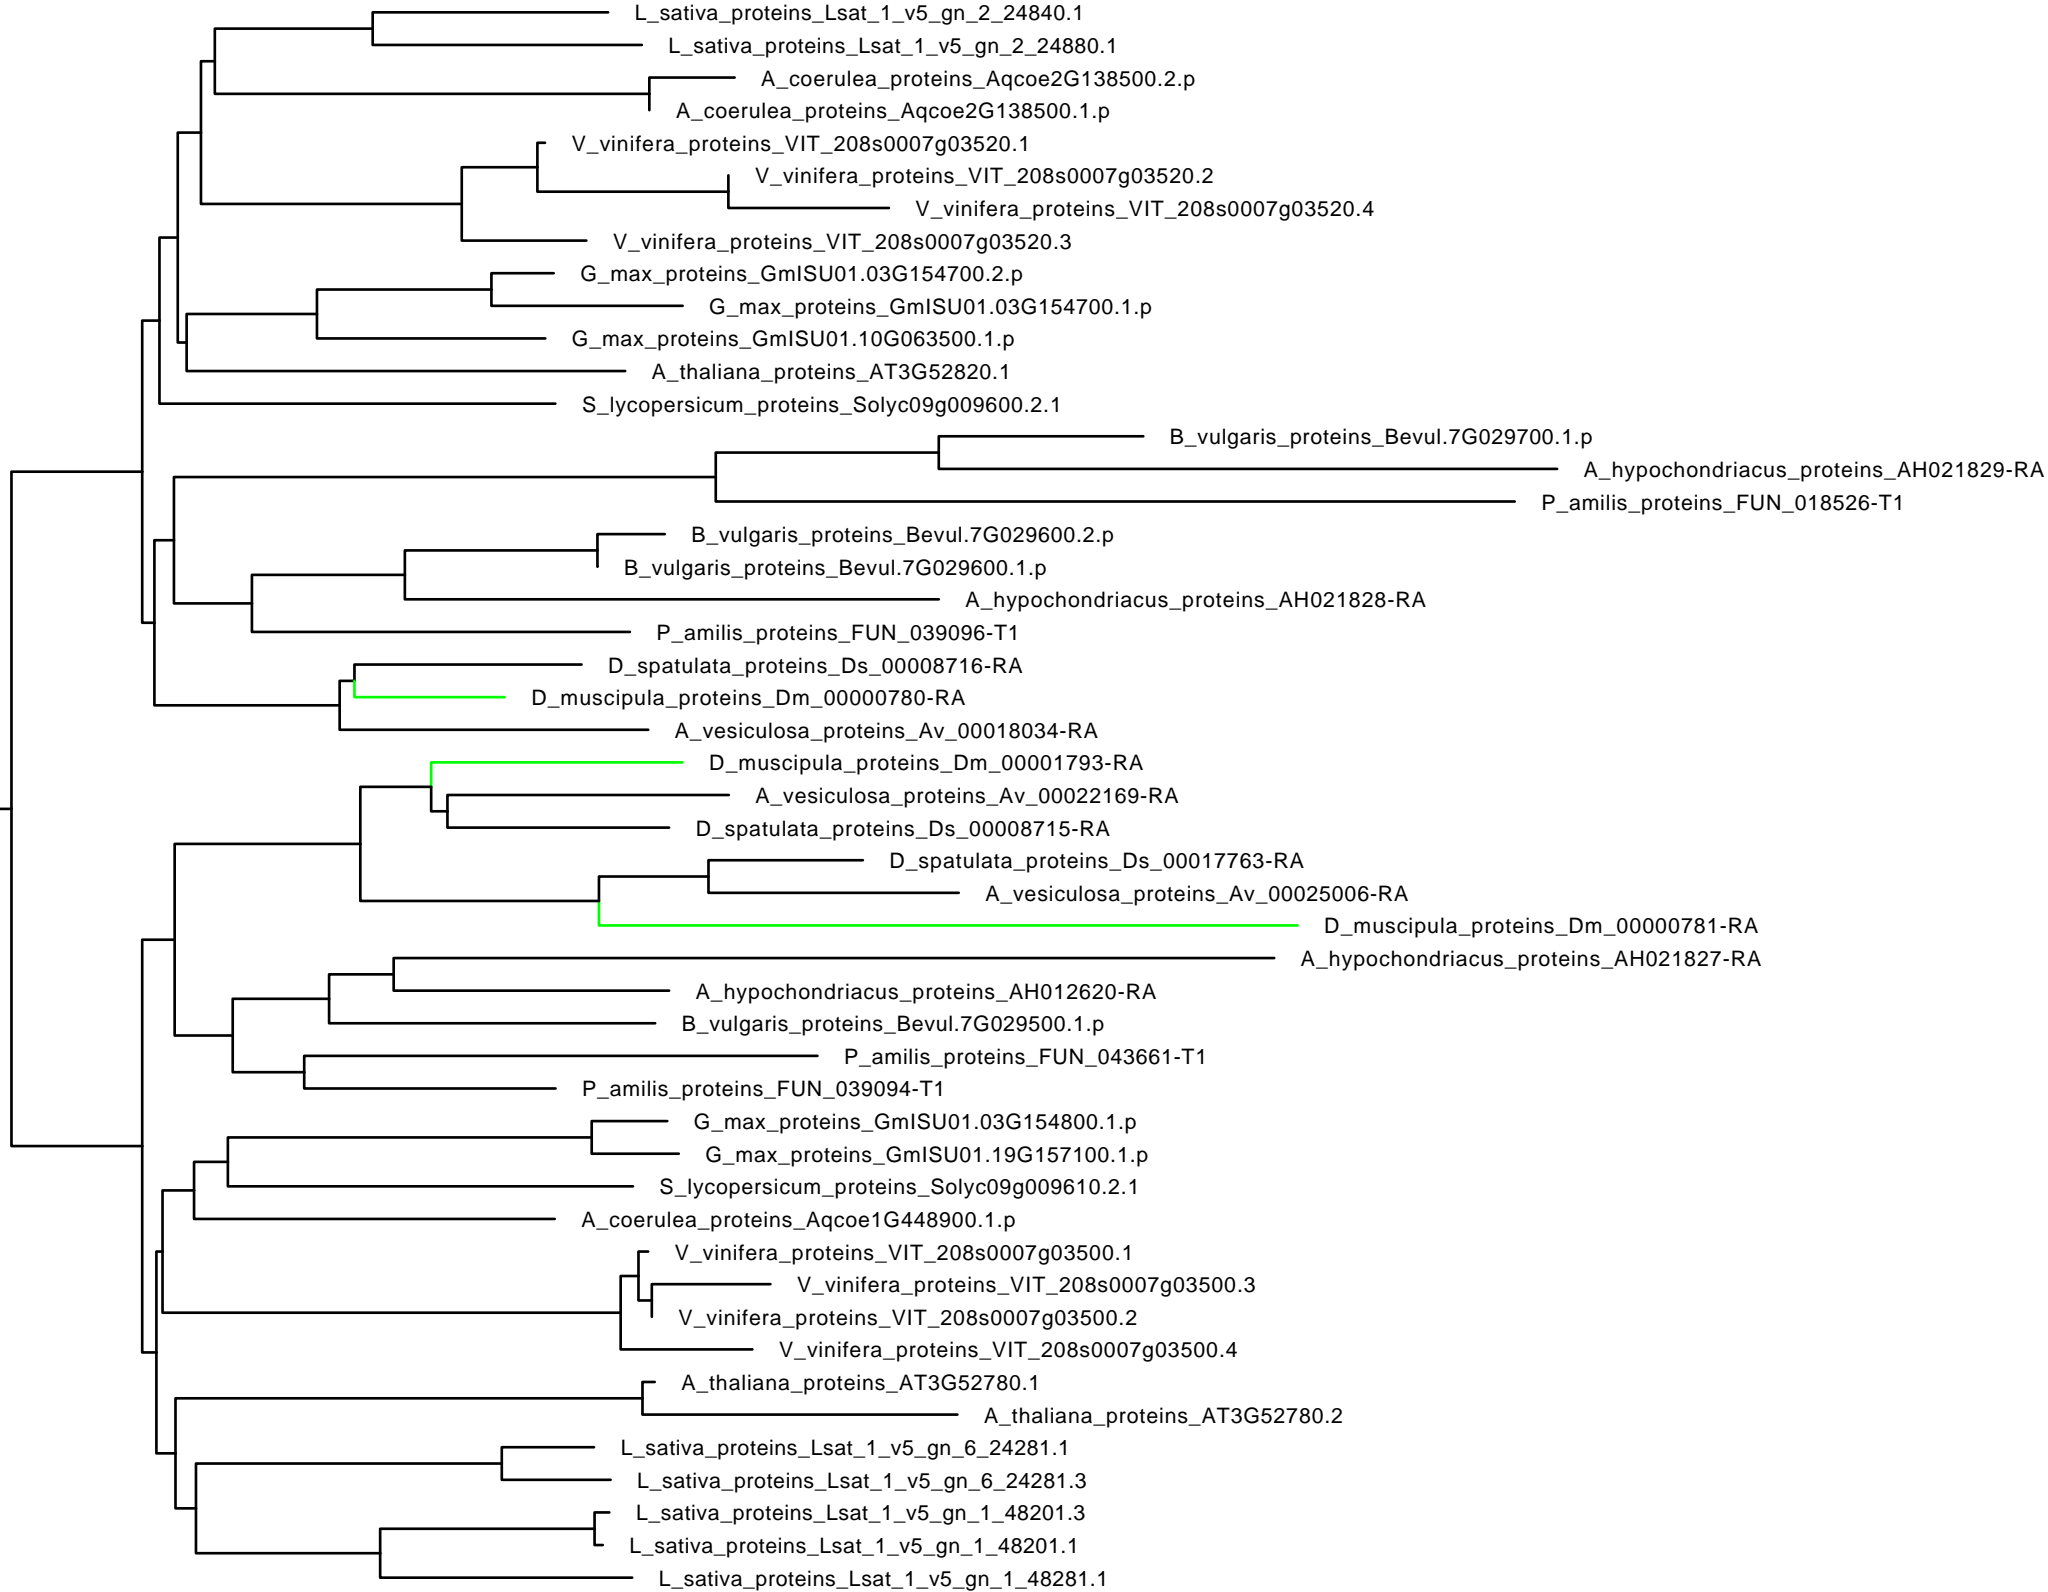 L_sativa_proteins_Lsat_1_v5_gn_2_24840.1
L_sativa_proteins_Lsat_1_v5_gn_2_24880.1
A_coerulea_proteins_Aqcoe2G138500.2.p
A_coerulea_proteins_Aqcoe2G138500.1.p
V_vinifera_proteins_VIT_208s0007g03520.1
V_vinifera_proteins_VIT_208s0007g03520.2
V_vinifera_proteins_VIT_208s0007g03520.4
V_vinifera_proteins_VIT_208s0007g03520.3
G_max_proteins_GmISU01.03G154700.2.p
G_max_proteins_GmISU01.03G154700.1.p
G_max_proteins_GmISU01.10G063500.1.p
A_thaliana_proteins_AT3G52820.1
S_lycopersicum_proteins_Solyc09g009600.2.1
B_vulgaris_proteins_Bevul.7G029700.1.p
A_hypochondriacus_proteins_AH021829-RA
P_amilis_proteins_FUN_018526-T1
B_vulgaris_proteins_Bevul.7G029600.2.p
B_vulgaris_proteins_Bevul.7G029600.1.p
A_hypochondriacus_proteins_AH021828-RA
P_amilis_proteins_FUN_039096-T1
D_spatulata_proteins_Ds_00008716-RA
D_muscipula_proteins_Dm_00000780-RA
A_vesiculosa_proteins_Av_00018034-RA
D_muscipula_proteins_Dm_00001793-RA
A_vesiculosa_proteins_Av_00022169-RA
D_spatulata_proteins_Ds_00008715-RA
D_spatulata_proteins_Ds_00017763-RA
A_vesiculosa_proteins_Av_00025006-RA
D_muscipula_proteins_Dm_00000781-RA
A_hypochondriacus_proteins_AH021827-RA
A_hypochondriacus_proteins_AH012620-RA
B_vulgaris_proteins_Bevul.7G029500.1.p
P_amilis_proteins_FUN_043661-T1
P_amilis_proteins_FUN_039094-T1
G_max_proteins_GmISU01.03G154800.1.p
G_max_proteins_GmISU01.19G157100.1.p
S_lycopersicum_proteins_Solyc09g009610.2.1
A_coerulea_proteins_Aqcoe1G448900.1.p
V_vinifera_proteins_VIT_208s0007g03500.1
V_vinifera_proteins_VIT_208s0007g03500.3
V_vinifera_proteins_VIT_208s0007g03500.2
V_vinifera_proteins_VIT_208s0007g03500.4
A_thaliana_proteins_AT3G52780.1
A_thaliana_proteins_AT3G52780.2
L_sativa_proteins_Lsat_1_v5_gn_6_24281.1
L_sativa_proteins_Lsat_1_v5_gn_6_24281.3
L_sativa_proteins_Lsat_1_v5_gn_1_48201.3
L_sativa_proteins_Lsat_1_v5_gn_1_48201.1
L_sativa_proteins_Lsat_1_v5_gn_1_48281.1